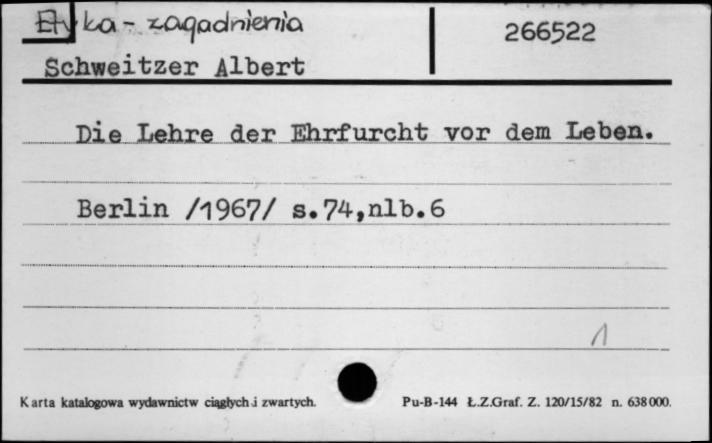 Etyka - zagadnienia
266522
Schweitzer Albert
Die Lehre der Ehrfurcht vor dem Leben.
Berlin /1967/ s.74,nlb.6
1
Karta katalogowa wydawnictw ciągłych i zwartych.
Pu-B-144 Ł.Z.Graf. Z. 120/15/82 n. 638000.